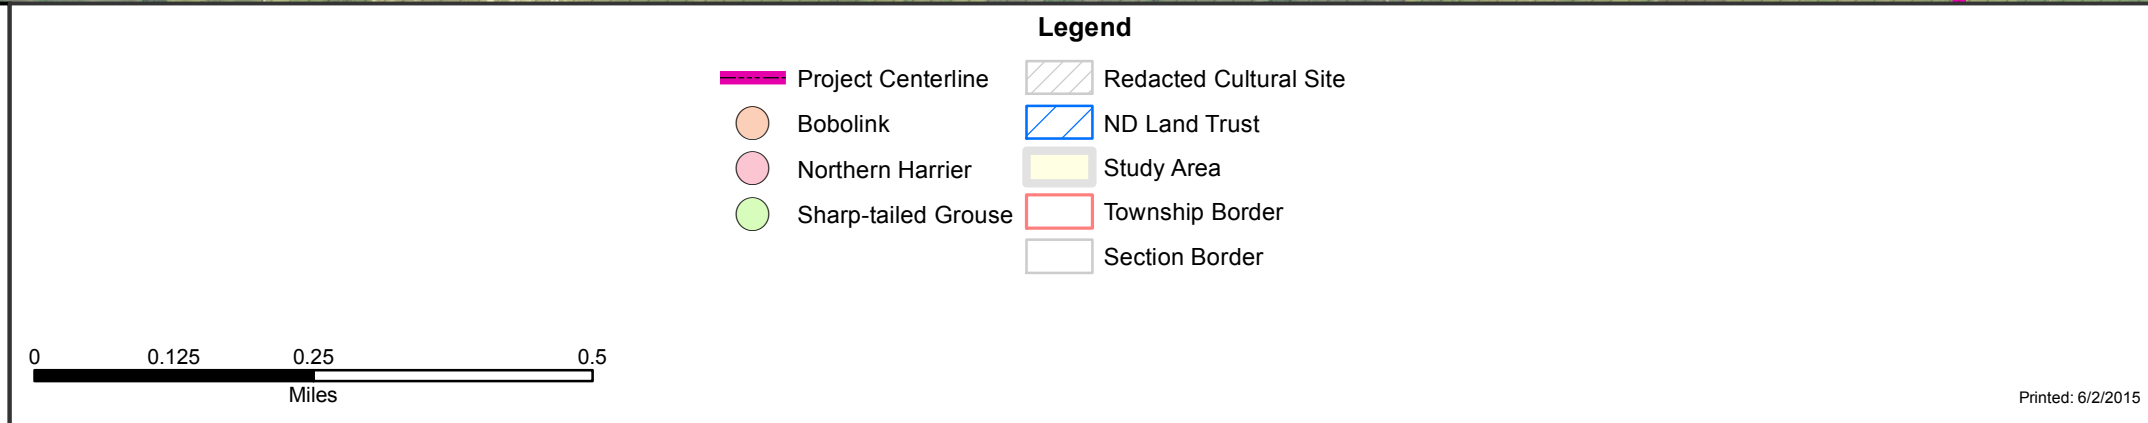 Legend
Project Centerline
Bobolink
Northern Harrier
Sharp-tailed Grouse
Redacted Cultural Site
ND Land Trust
Study Area
Township Border
Section Border
0 0.125 0.25 0.5
Miles
Printed: 6/2/2015